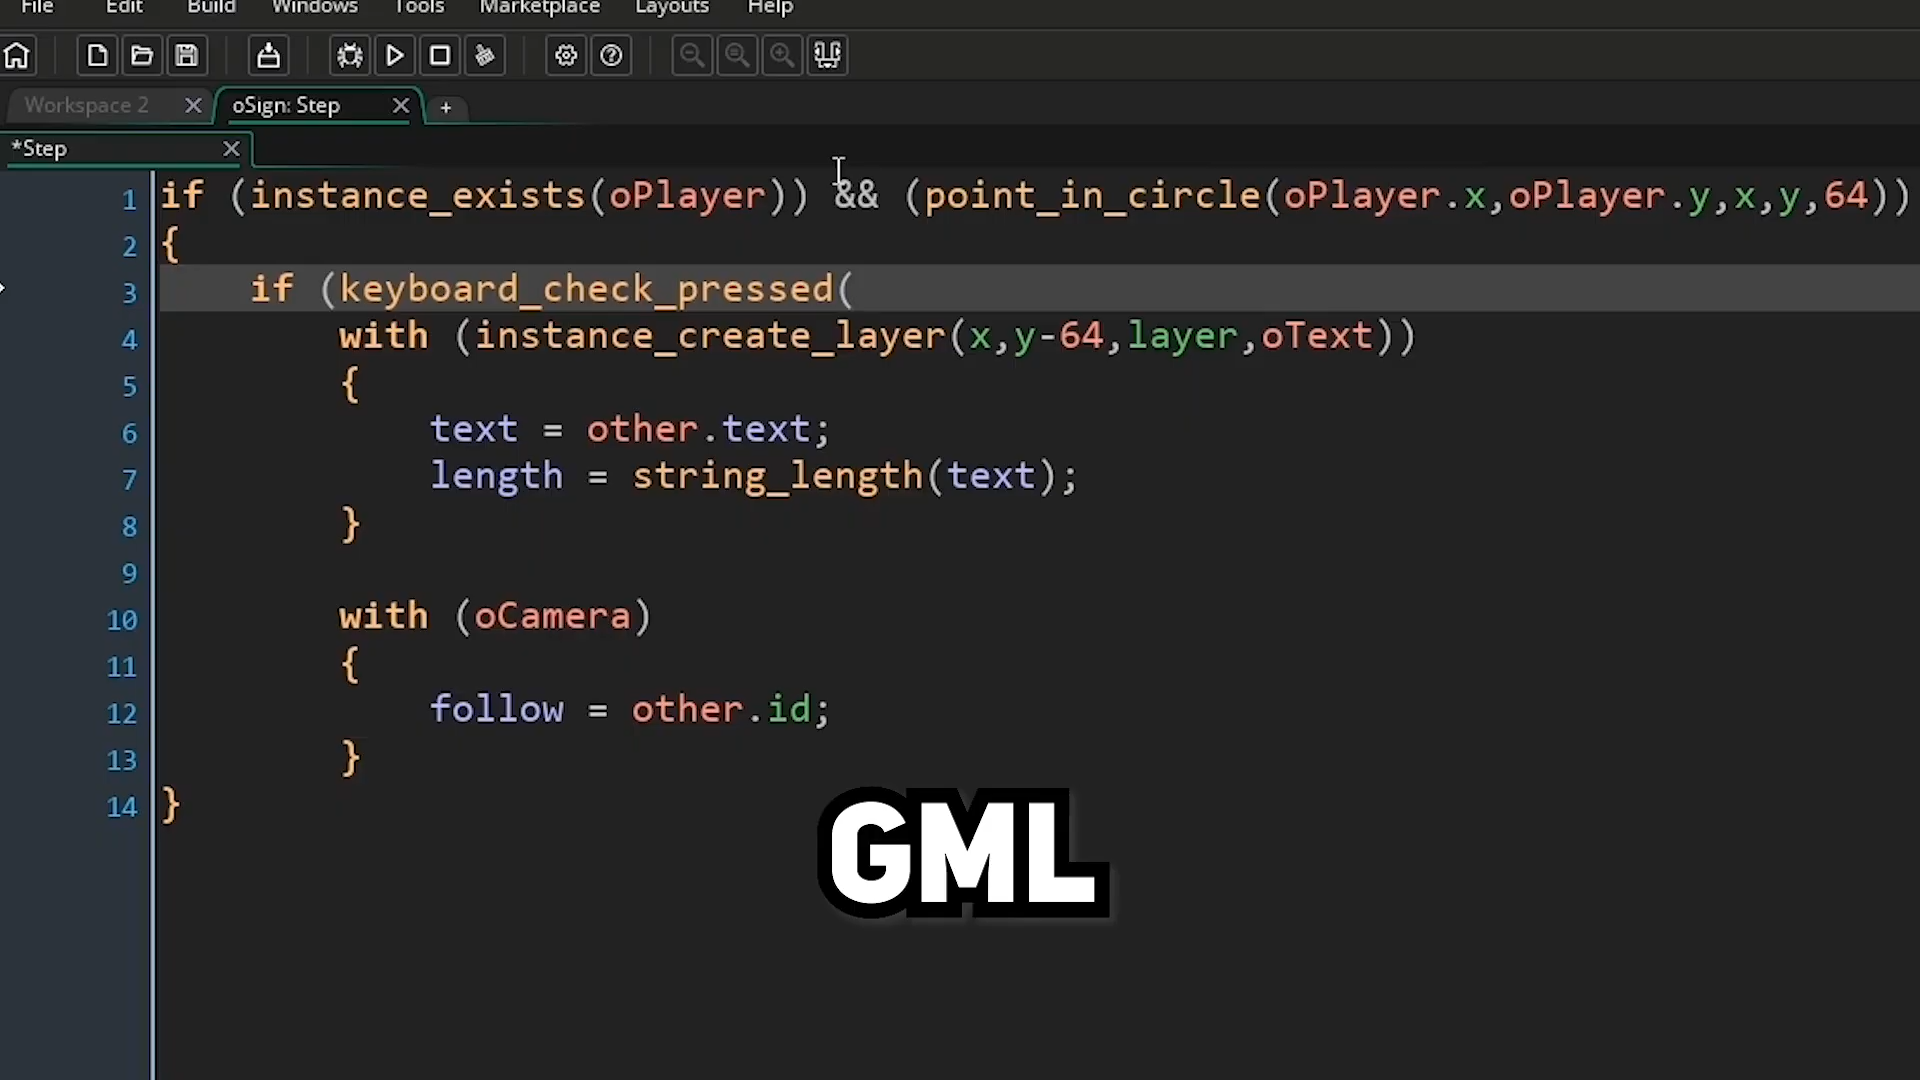 File Edit Build Windows Tools Marketplace Layouts Help
Workspace 2 oSign: Step +
*Step
1 if (instance_exists(oPlayer)) && (point_in_circle(oPlayer.x,oPlayer.y,x,y,64))
2 {
3 if (keyboard_check_pressed(
4 with (instance_create_layer(x,y-64,layer,oText))
5 {
6 text = other.text;
7 length = string_length(text);
8 }
9
10 with (oCamera)
11 {
12 follow = other.id;
13 }
14 }
GML